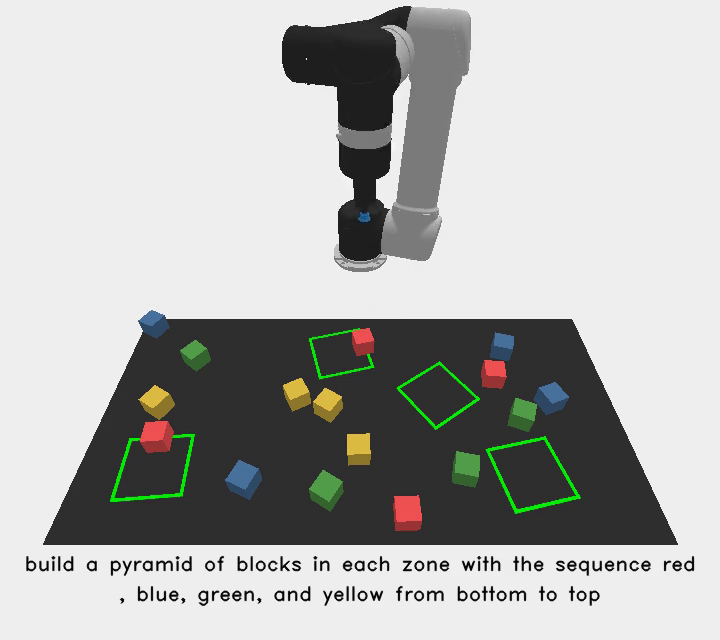 build a pyramid of blocks in each zone with the sequence red
, blue, green, and yellow from bottom to top